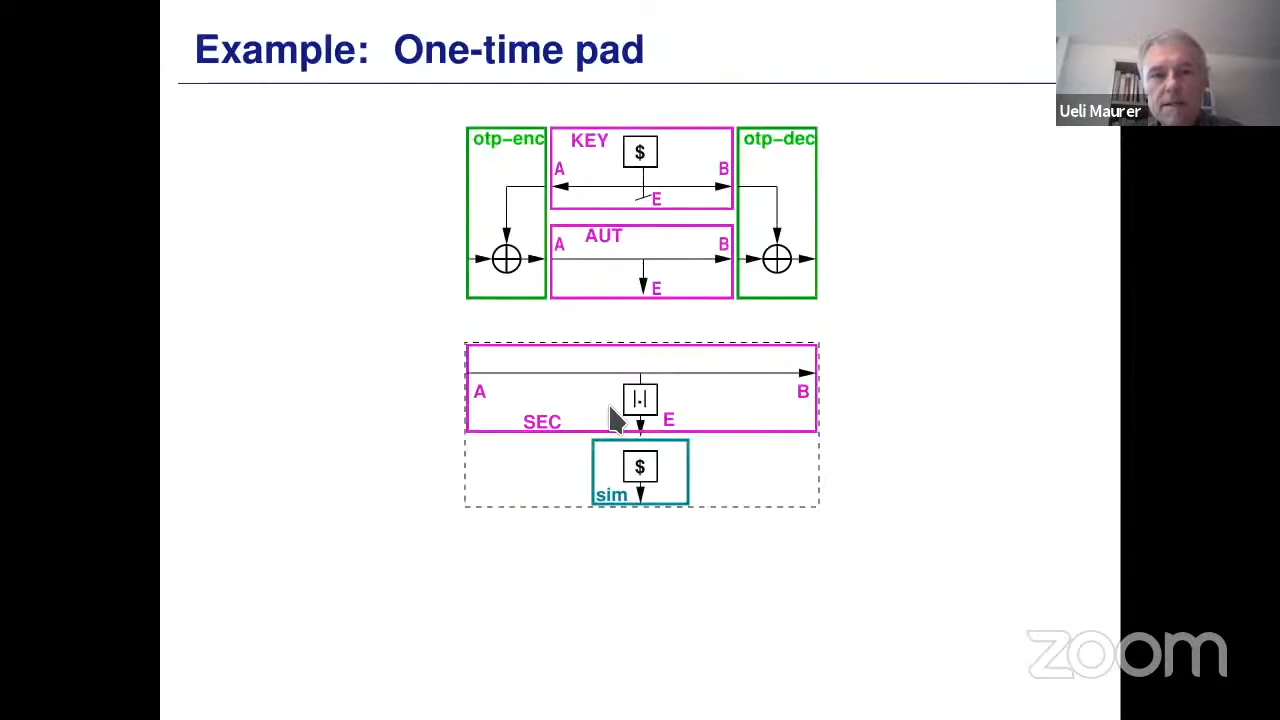 Example: One-time pad
Ueli Maurer
otp-enc
KEY
$
otp-dec
A
B
E
AUT
A
B
E
A
|.|
B
SEC
E
$
sim
zoom